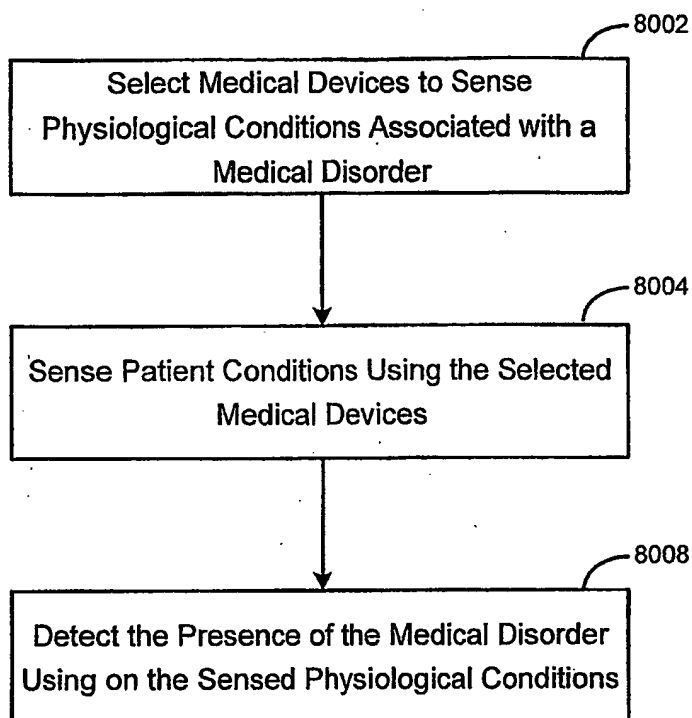 8002
Select Medical Devices to Sense
Physiological Conditions Associated with a
Medical Disorder
8004
Sense Patient Conditions Using the Selected
Medical Devices
8008
Detect the Presence of the Medical Disorder
Using on the Sensed Physiological Conditions